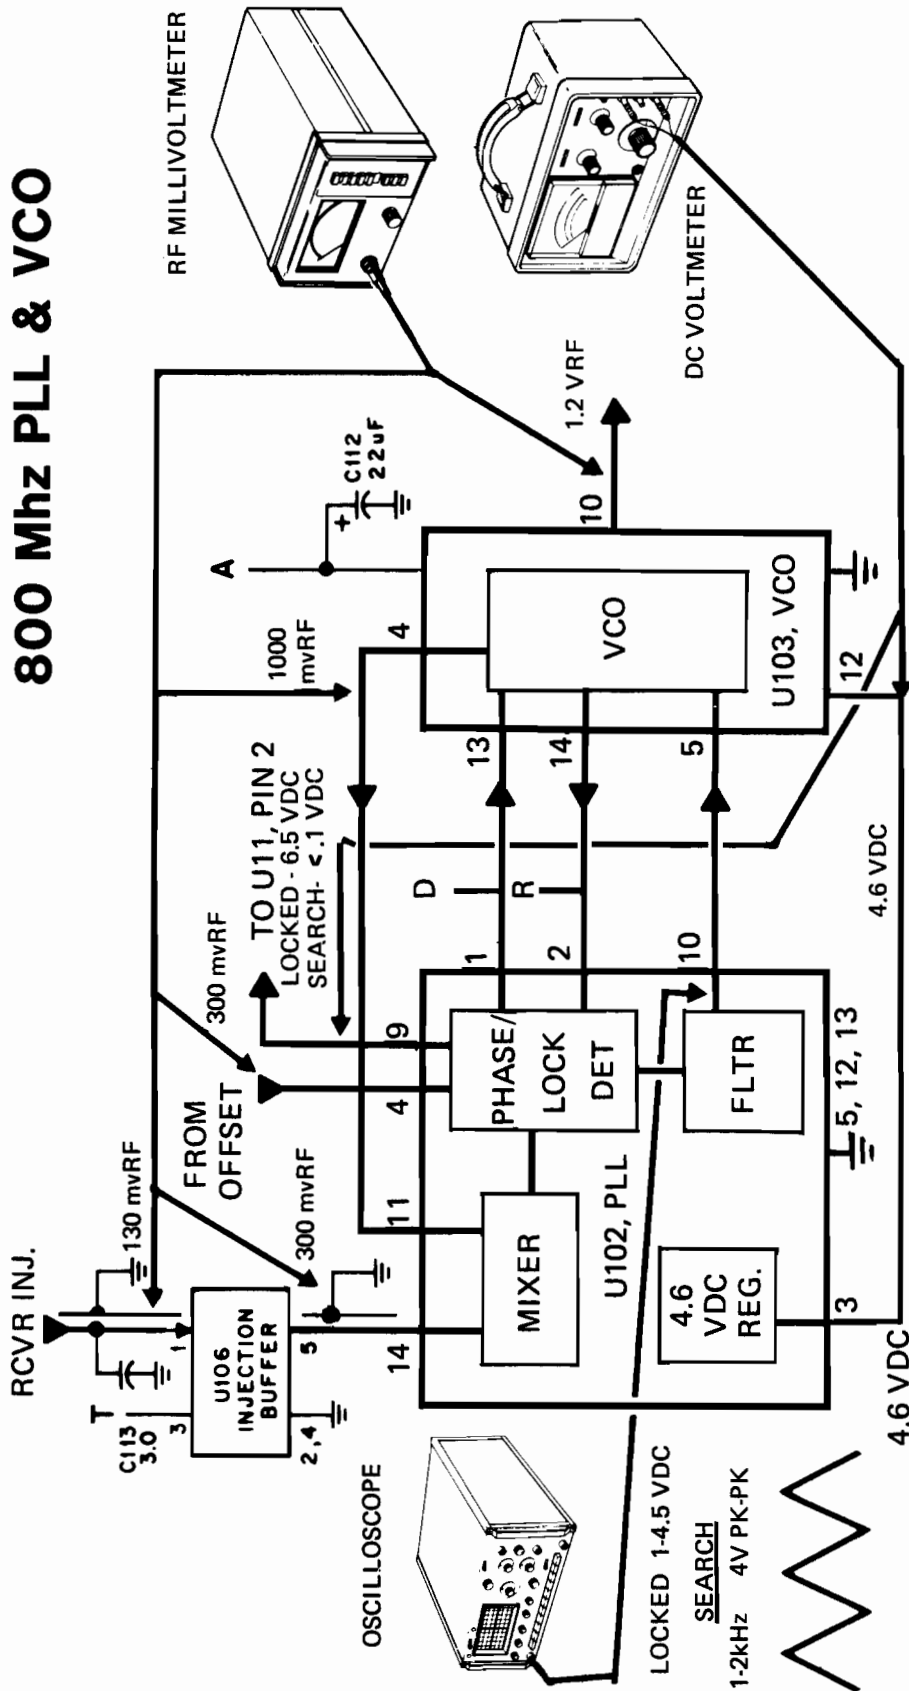 800 Mhz PLL & VCO
RF MILLIVOLTMETER
DC VOLTMETER
RCVR INJ.
130 mvRF
C113
3.0
T
3
1
U106
INJECTION
BUFFER
2,4
5
300 mvRF
FROM
OFFSET
300 mvRF
TO U11, PIN 2
LOCKED - 6.5 VDC
SEARCH- <.1 VDC
1000
mvRF
A
+
C112
22uF
1.2 VRF
10
4
13
14
5
VCO
U103, VCO
12
D
R
14
11
4
9
1
2
10
MIXER
PHASE/
LOCK
DET
FLTR
U102, PLL
4.6
VDC
REG.
3
5, 12, 13
4.6 VDC
4.6 VDC
OSCILLOSCOPE
LOCKED 1-4.5 VDC
SEARCH
1-2kHz 4V PK-PK